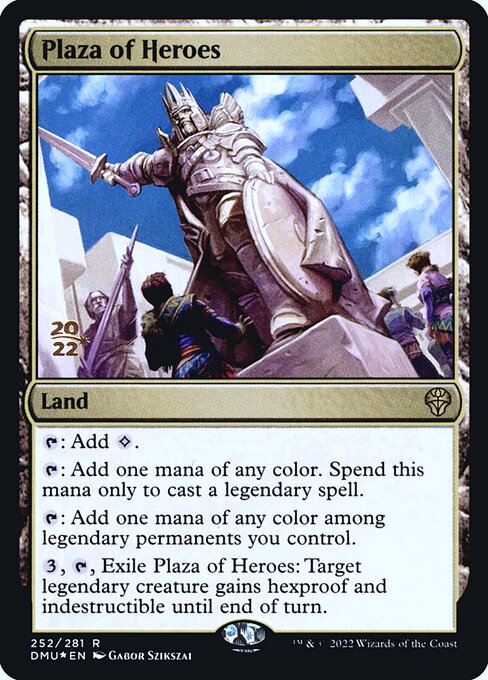 Plaza of Heroes
20
22
Land
: Add .
: Add one mana of any color. Spend this
mana only to cast a legendary spell.
: Add one mana of any color among
legendary permanents you control.
3, , Exile Plaza of Heroes: Target
legendary creature gains hexproof and
indestructible until end of turn.
252/281 R
DMU★EN Gabor Szikszai
™ & © 2022 Wizards of the Coast